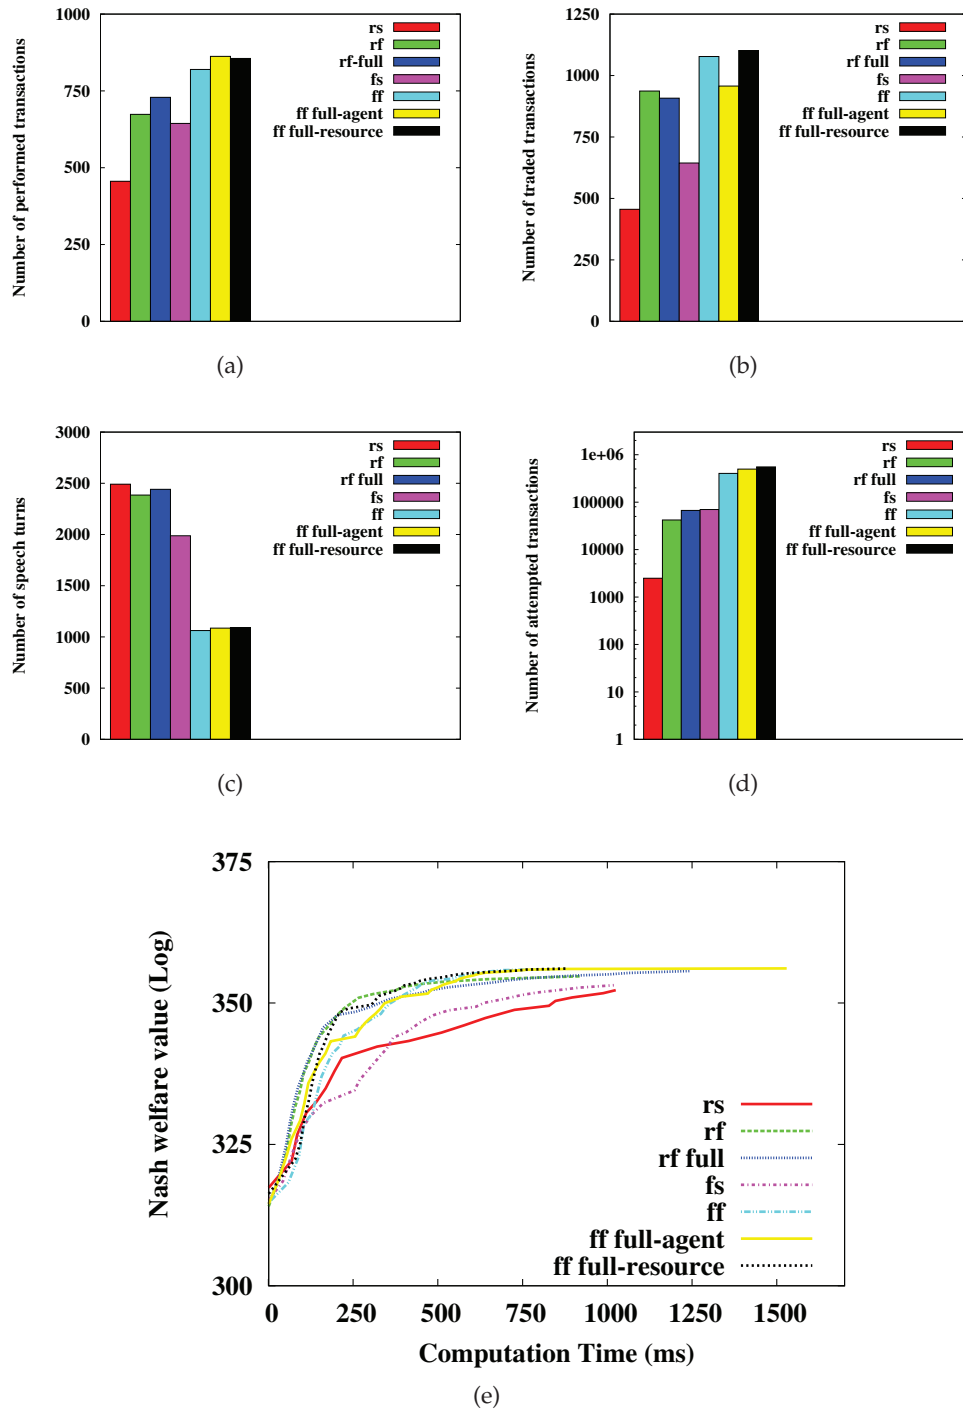 Number of performed transactions
1000
750
500
250
0
rs
rf
rf-full
fs
ff
ff full-agent
ff full-resource
(a)
Number of traded transactions
1250
1000
750
500
250
0
rs
rf
rf full
fs
ff
ff full-agent
ff full-resource
(b)
Number of speech turns
3000
2500
2000
1500
1000
500
0
rs
rf
rf full
fs
ff
ff full-agent
ff full-resource
(c)
Number of attempted transactions
1e+06
100000
10000
1000
100
10
1
rs
rf
rf full
fs
ff
ff full-agent
ff full-resource
(d)
Nash welfare value (Log)
375
350
325
300
rs
rf
rf full
fs
ff
ff full-agent
ff full-resource
0 250 500 750 1000 1250 1500
Computation Time (ms)
(e)